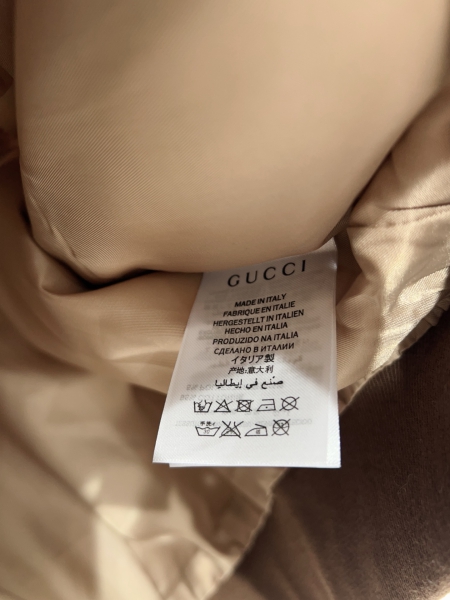 GUCCI
MADE IN ITALY
FABRIQUE EN ITALIE
HERGESTELLT IN ITALIEN
HECHO EN ITALIA
PRODUZIDO NA ITALIA
СДЕЛАНО В ИТАЛИИ
イタリア製
产地:意大利
صنع في إيطاليا